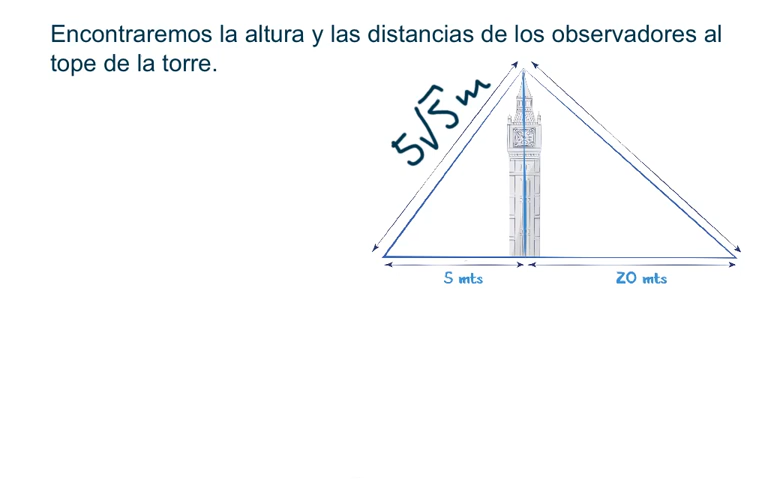 Encontraremos la altura y las distancias de los observadores al
tope de la torre.
5√5 m
5 mts
20 mts